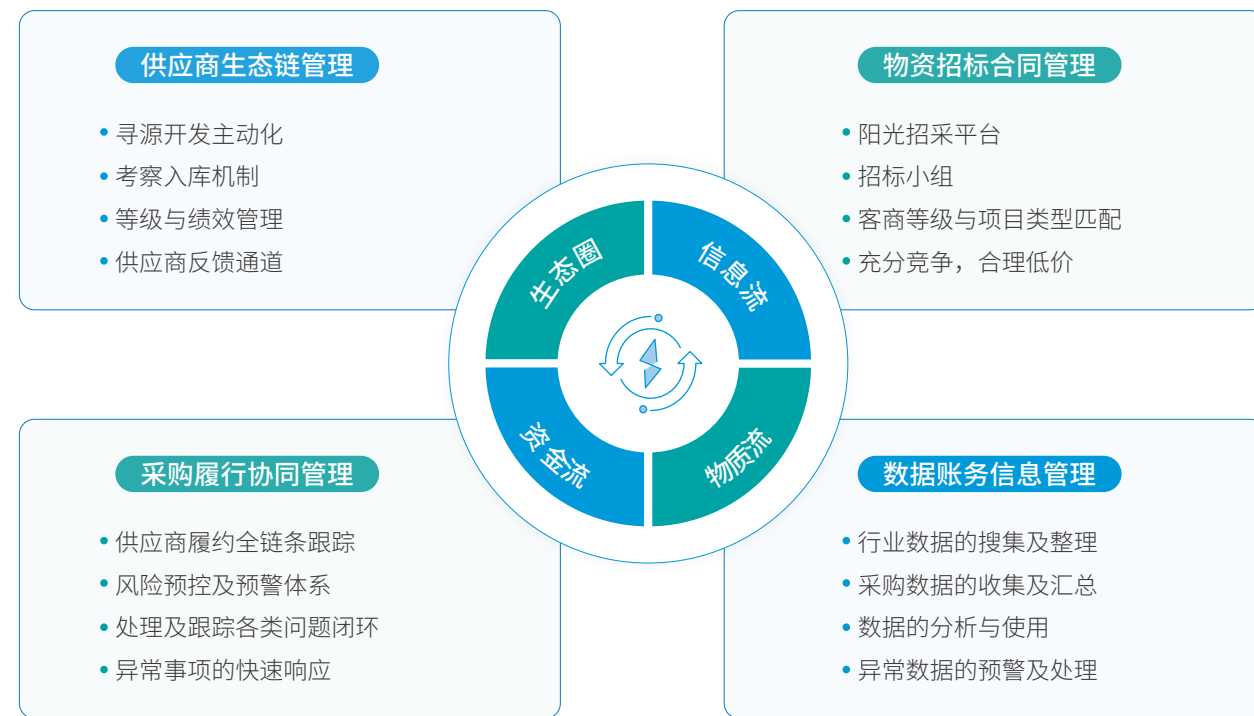 供应商生态链管理
寻源开发主动化
考察入库机制
等级与绩效管理
供应商反馈通道
物资招标合同管理
阳光招采平台
招标小组
客商等级与项目类型匹配
充分竞争，合理低价
生态圈
信息流
资金流
物质流
采购履行协同管理
供应商履约全链条跟踪
风险预控及预警体系
处理及跟踪各类问题闭环
异常事项的快速响应
数据账务信息管理
行业数据的搜集及整理
采购数据的收集及汇总
数据的分析与使用
异常数据的预警及处理